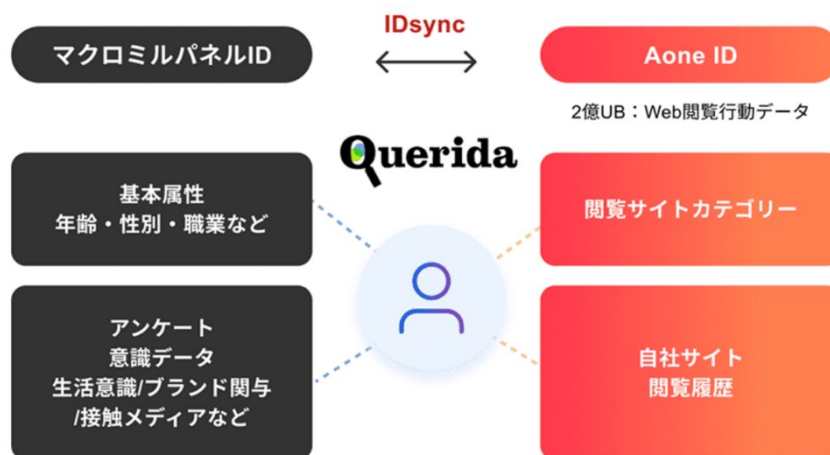 IDsync
マクロミルパネルID
Aone ID
2億UB：Web閲覧行動データ
Querida
基本属性
年齢・性別・職業など
閲覧サイトカテゴリー
アンケート
意識データ
生活意識/ブランド関与
/接触メディアなど
自社サイト
閲覧履歴